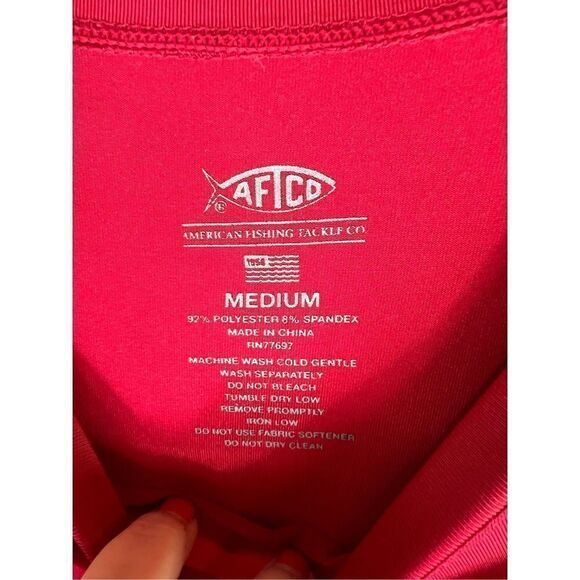 AFTCO
®
AMERICAN FISHING TACKLE CO.
1958
MEDIUM
92% POLYESTER 8% SPANDEX
MADE IN CHINA
RN77697
MACHINE WASH COLD GENTLE
WASH SEPARATELY
DO NOT BLEACH
TUMBLE DRY LOW
REMOVE PROMPTLY
IRON LOW
DO NOT USE FABRIC SOFTENER
DO NOT DRY CLEAN